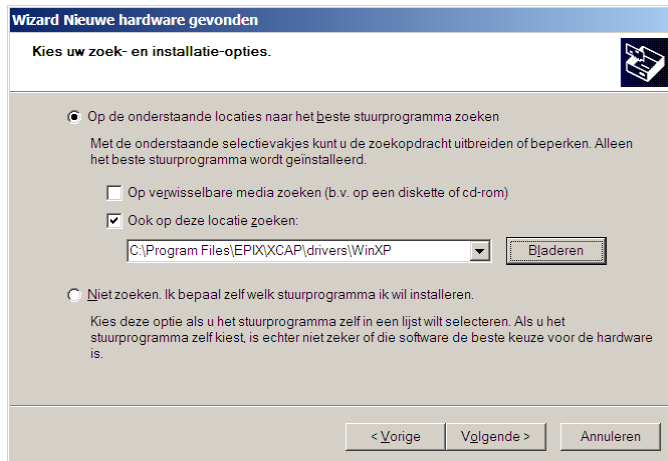 Wizard Nieuwe hardware gevonden
Kies uw zoek- en installatie-opties.
Op de onderstaande locaties naar het beste stuurprogramma zoeken
Met de onderstaande selectievakjes kunt u de zoekopdracht uitbreiden of beperken. Alleen
het beste stuurprogramma wordt geïnstalleerd.
Op verwisselbare media zoeken (b.v. op een diskette of cd-rom)
Ook op deze locatie zoeken:
C:\Program Files\EPIX\XCAP\drivers\WinXP
Bladeren
Niet zoeken. Ik bepaal zelf welk stuurprogramma ik wil installeren.
Kies deze optie als u het stuurprogramma zelf in een lijst wilt selecteren. Als u het
stuurprogramma zelf kiest, is echter niet zeker of die software de beste keuze voor de hardware
is.
< Vorige
Volgende >
Annuleren